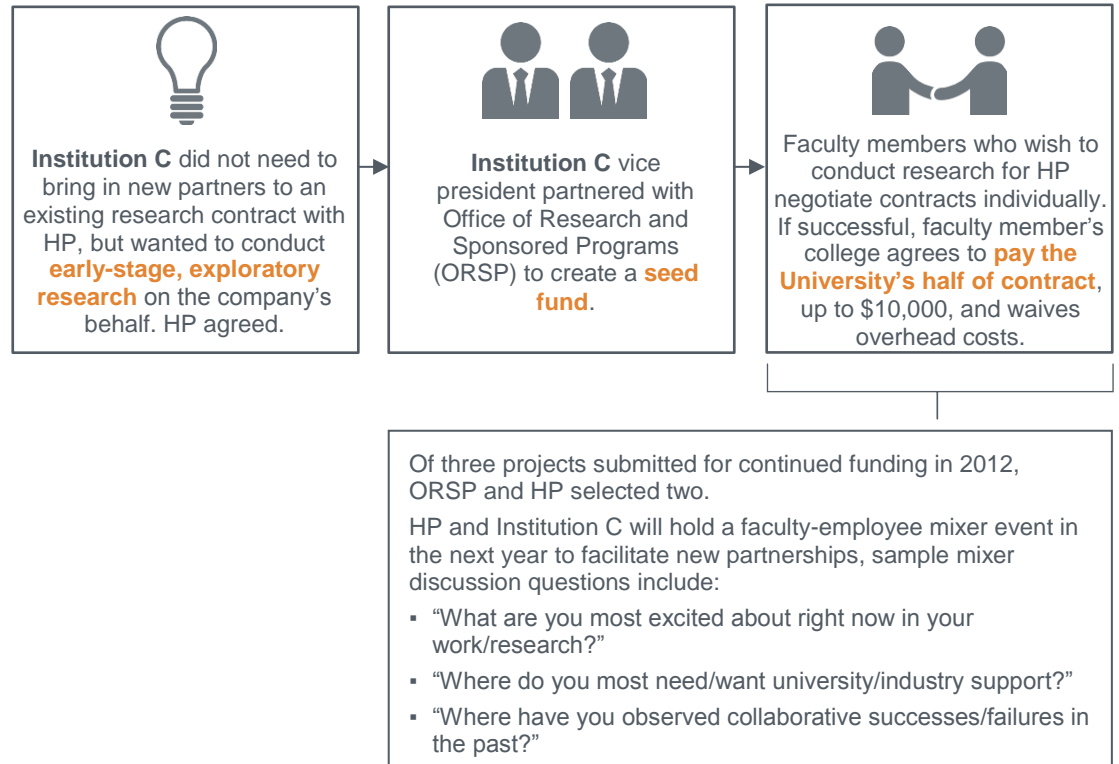 Institution C did not need to
bring in new partners to an
existing research contract with
HP, but wanted to conduct
early-stage, exploratory
research on the company's
behalf. HP agreed.
Institution C vice
president partnered with
Office of Research and
Sponsored Programs
(ORSP) to create a seed
fund.
Faculty members who wish to
conduct research for HP
negotiate contracts individually.
If successful, faculty member's
college agrees to pay the
University's half of contract,
up to $10,000, and waives
overhead costs.
Of three projects submitted for continued funding in 2012,
ORSP and HP selected two.
HP and Institution C will hold a faculty-employee mixer event in
the next year to facilitate new partnerships, sample mixer
discussion questions include:
▪ “What are you most excited about right now in your
work/research?”
▪ “Where do you most need/want university/industry support?”
▪ “Where have you observed collaborative successes/failures in
the past?”